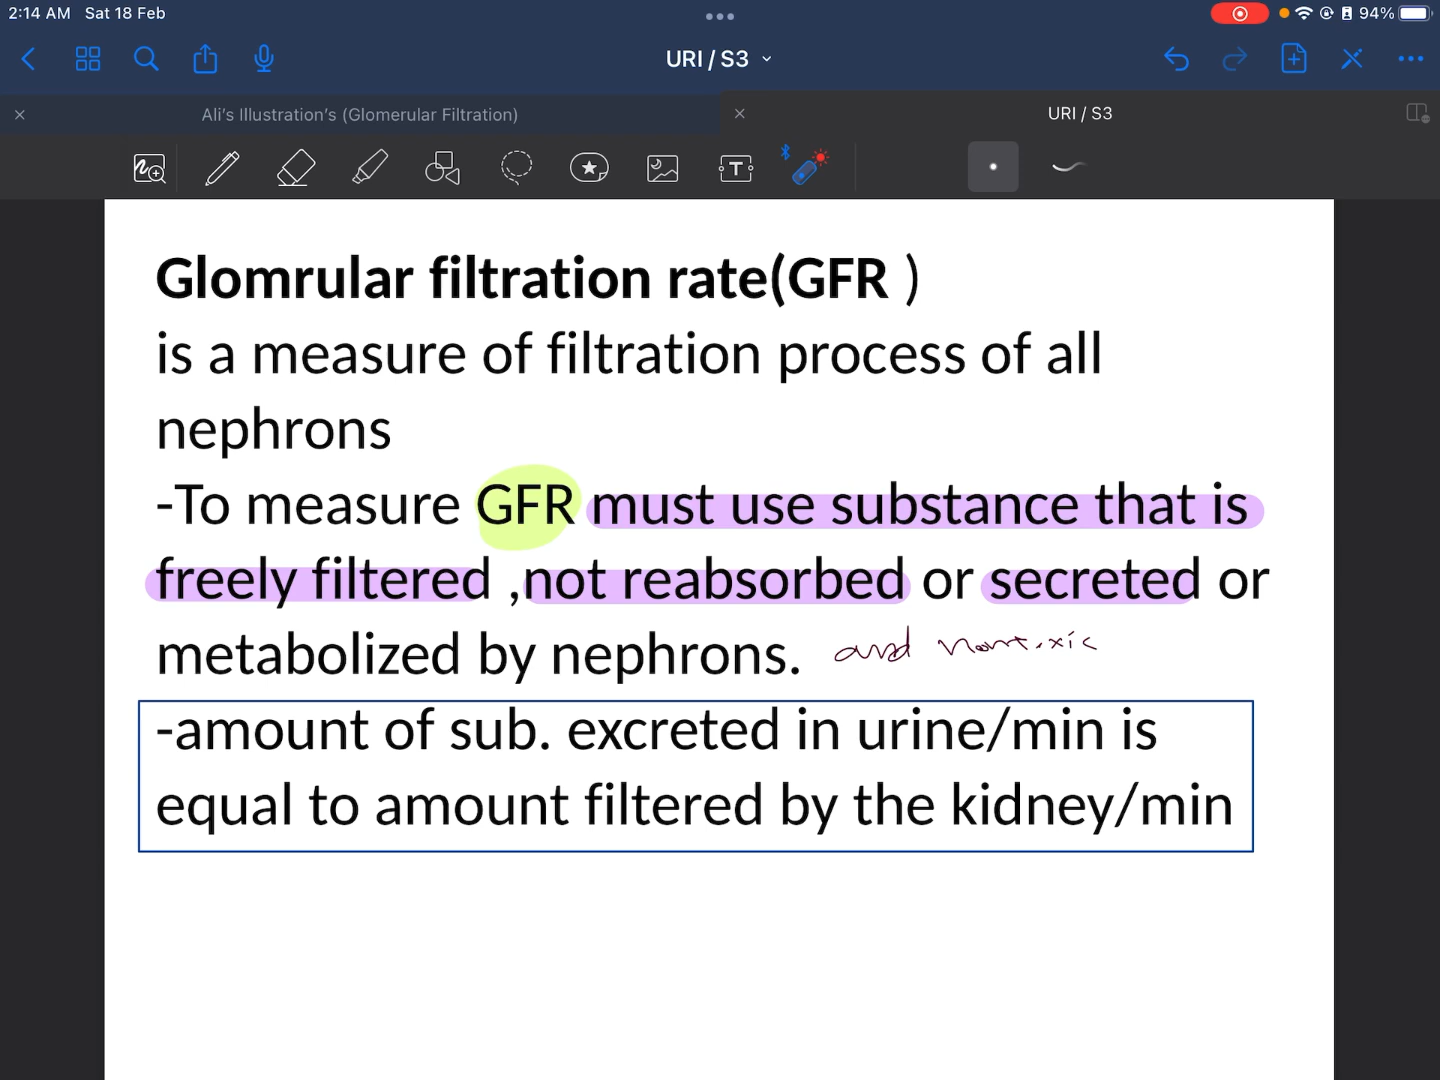 2:14 AM Sat 18 Feb
94%
URI / S3
Ali's Illustration's (Glomerular Filtration)
URI / S3
Glomrular filtration rate(GFR )
is a measure of filtration process of all
nephrons
-To measure GFR must use substance that is
freely filtered ,not reabsorbed or secreted or
metabolized by nephrons. and nontoxic
-amount of sub. excreted in urine/min is
equal to amount filtered by the kidney/min